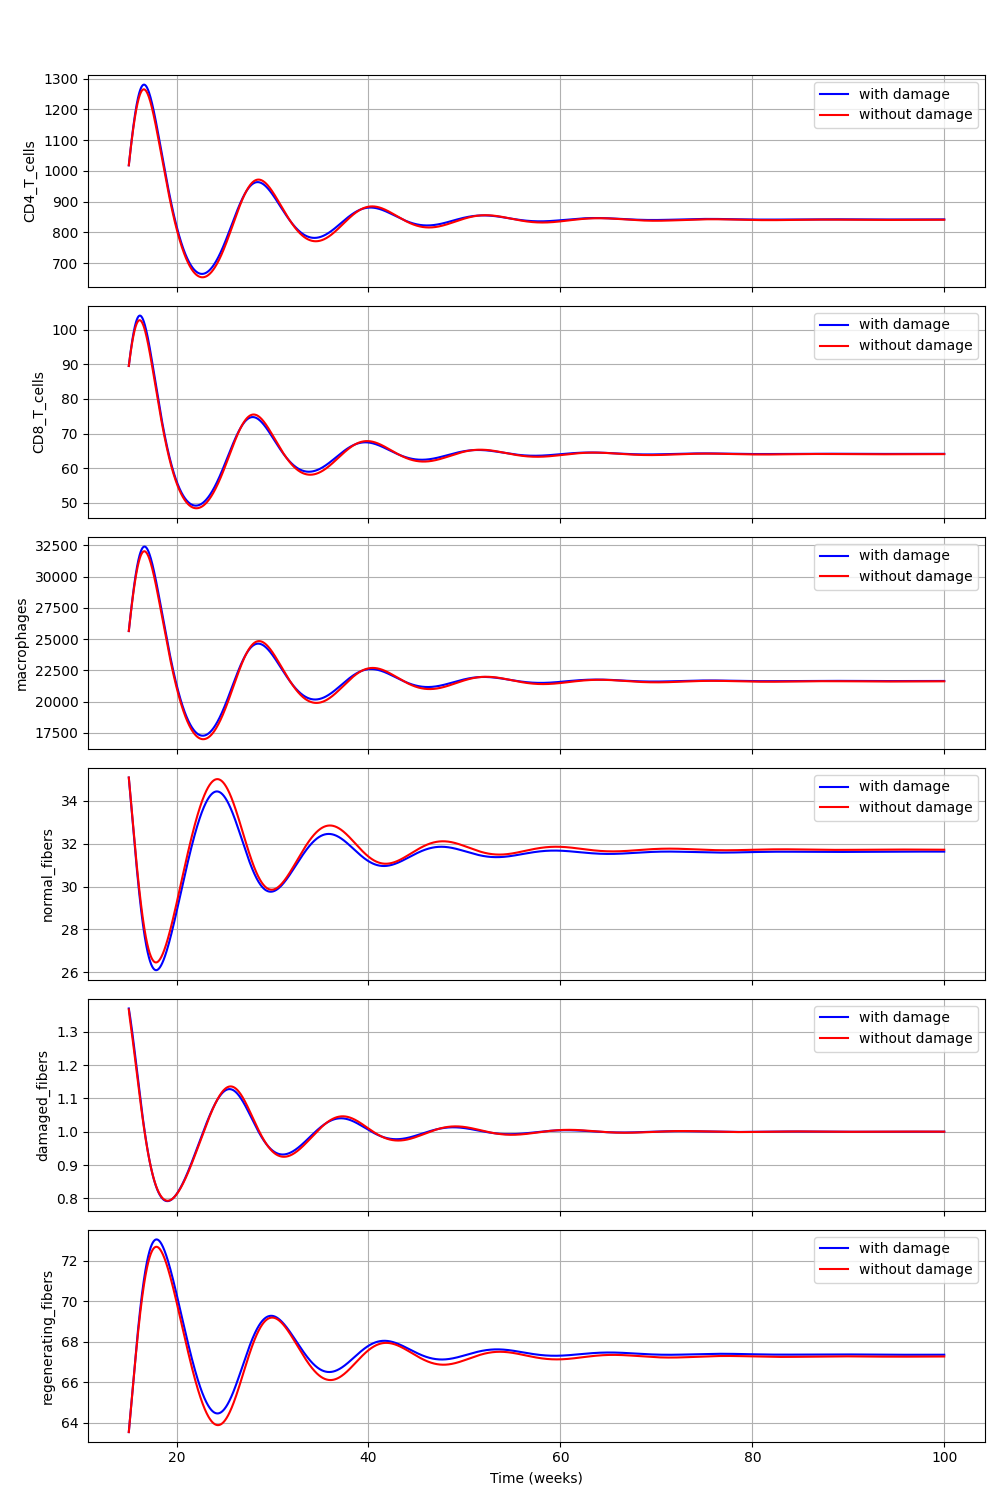 CD4_T_cells
1300
1200
1100
1000
900
800
700
with damage
without damage
CD8_T_cells
100
90
80
70
60
50
with damage
without damage
macrophages
32500
30000
27500
25000
22500
20000
17500
with damage
without damage
normal_fibers
34
32
30
28
26
with damage
without damage
damaged_fibers
1.3
1.2
1.1
1.0
0.9
0.8
with damage
without damage
regenerating_fibers
72
70
68
66
64
with damage
without damage
20 40 60 80 100
Time (weeks)